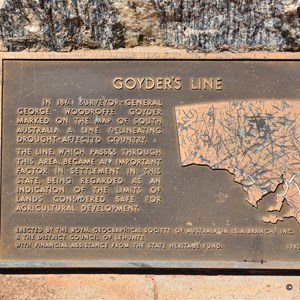 GOYDER'S LINE
IN 1865 SURVEYOR-GENERAL
GEORGE WOODROFFE GOYDER
MARKED ON THE MAP OF SOUTH
AUSTRALIA A LINE DELINEATING
DROUGHT-AFFECTED COUNTRY.
THE LINE, WHICH PASSES THROUGH
THIS AREA, BECAME AN IMPORTANT
FACTOR IN SETTLEMENT IN THIS
STATE, BEING REGARDED AS AN
INDICATION OF THE LIMITS OF
LANDS CONSIDERED SAFE FOR
AGRICULTURAL DEVELOPMENT.
ERECTED BY THE ROYAL GEOGRAPHICAL SOCIETY OF AUSTRALASIA (S.A. BRANCH) INC.
& THE DISTRICT COUNCIL OF LEHUNTE
WITH FINANCIAL ASSISTANCE FROM THE STATE HERITAGE FUND.